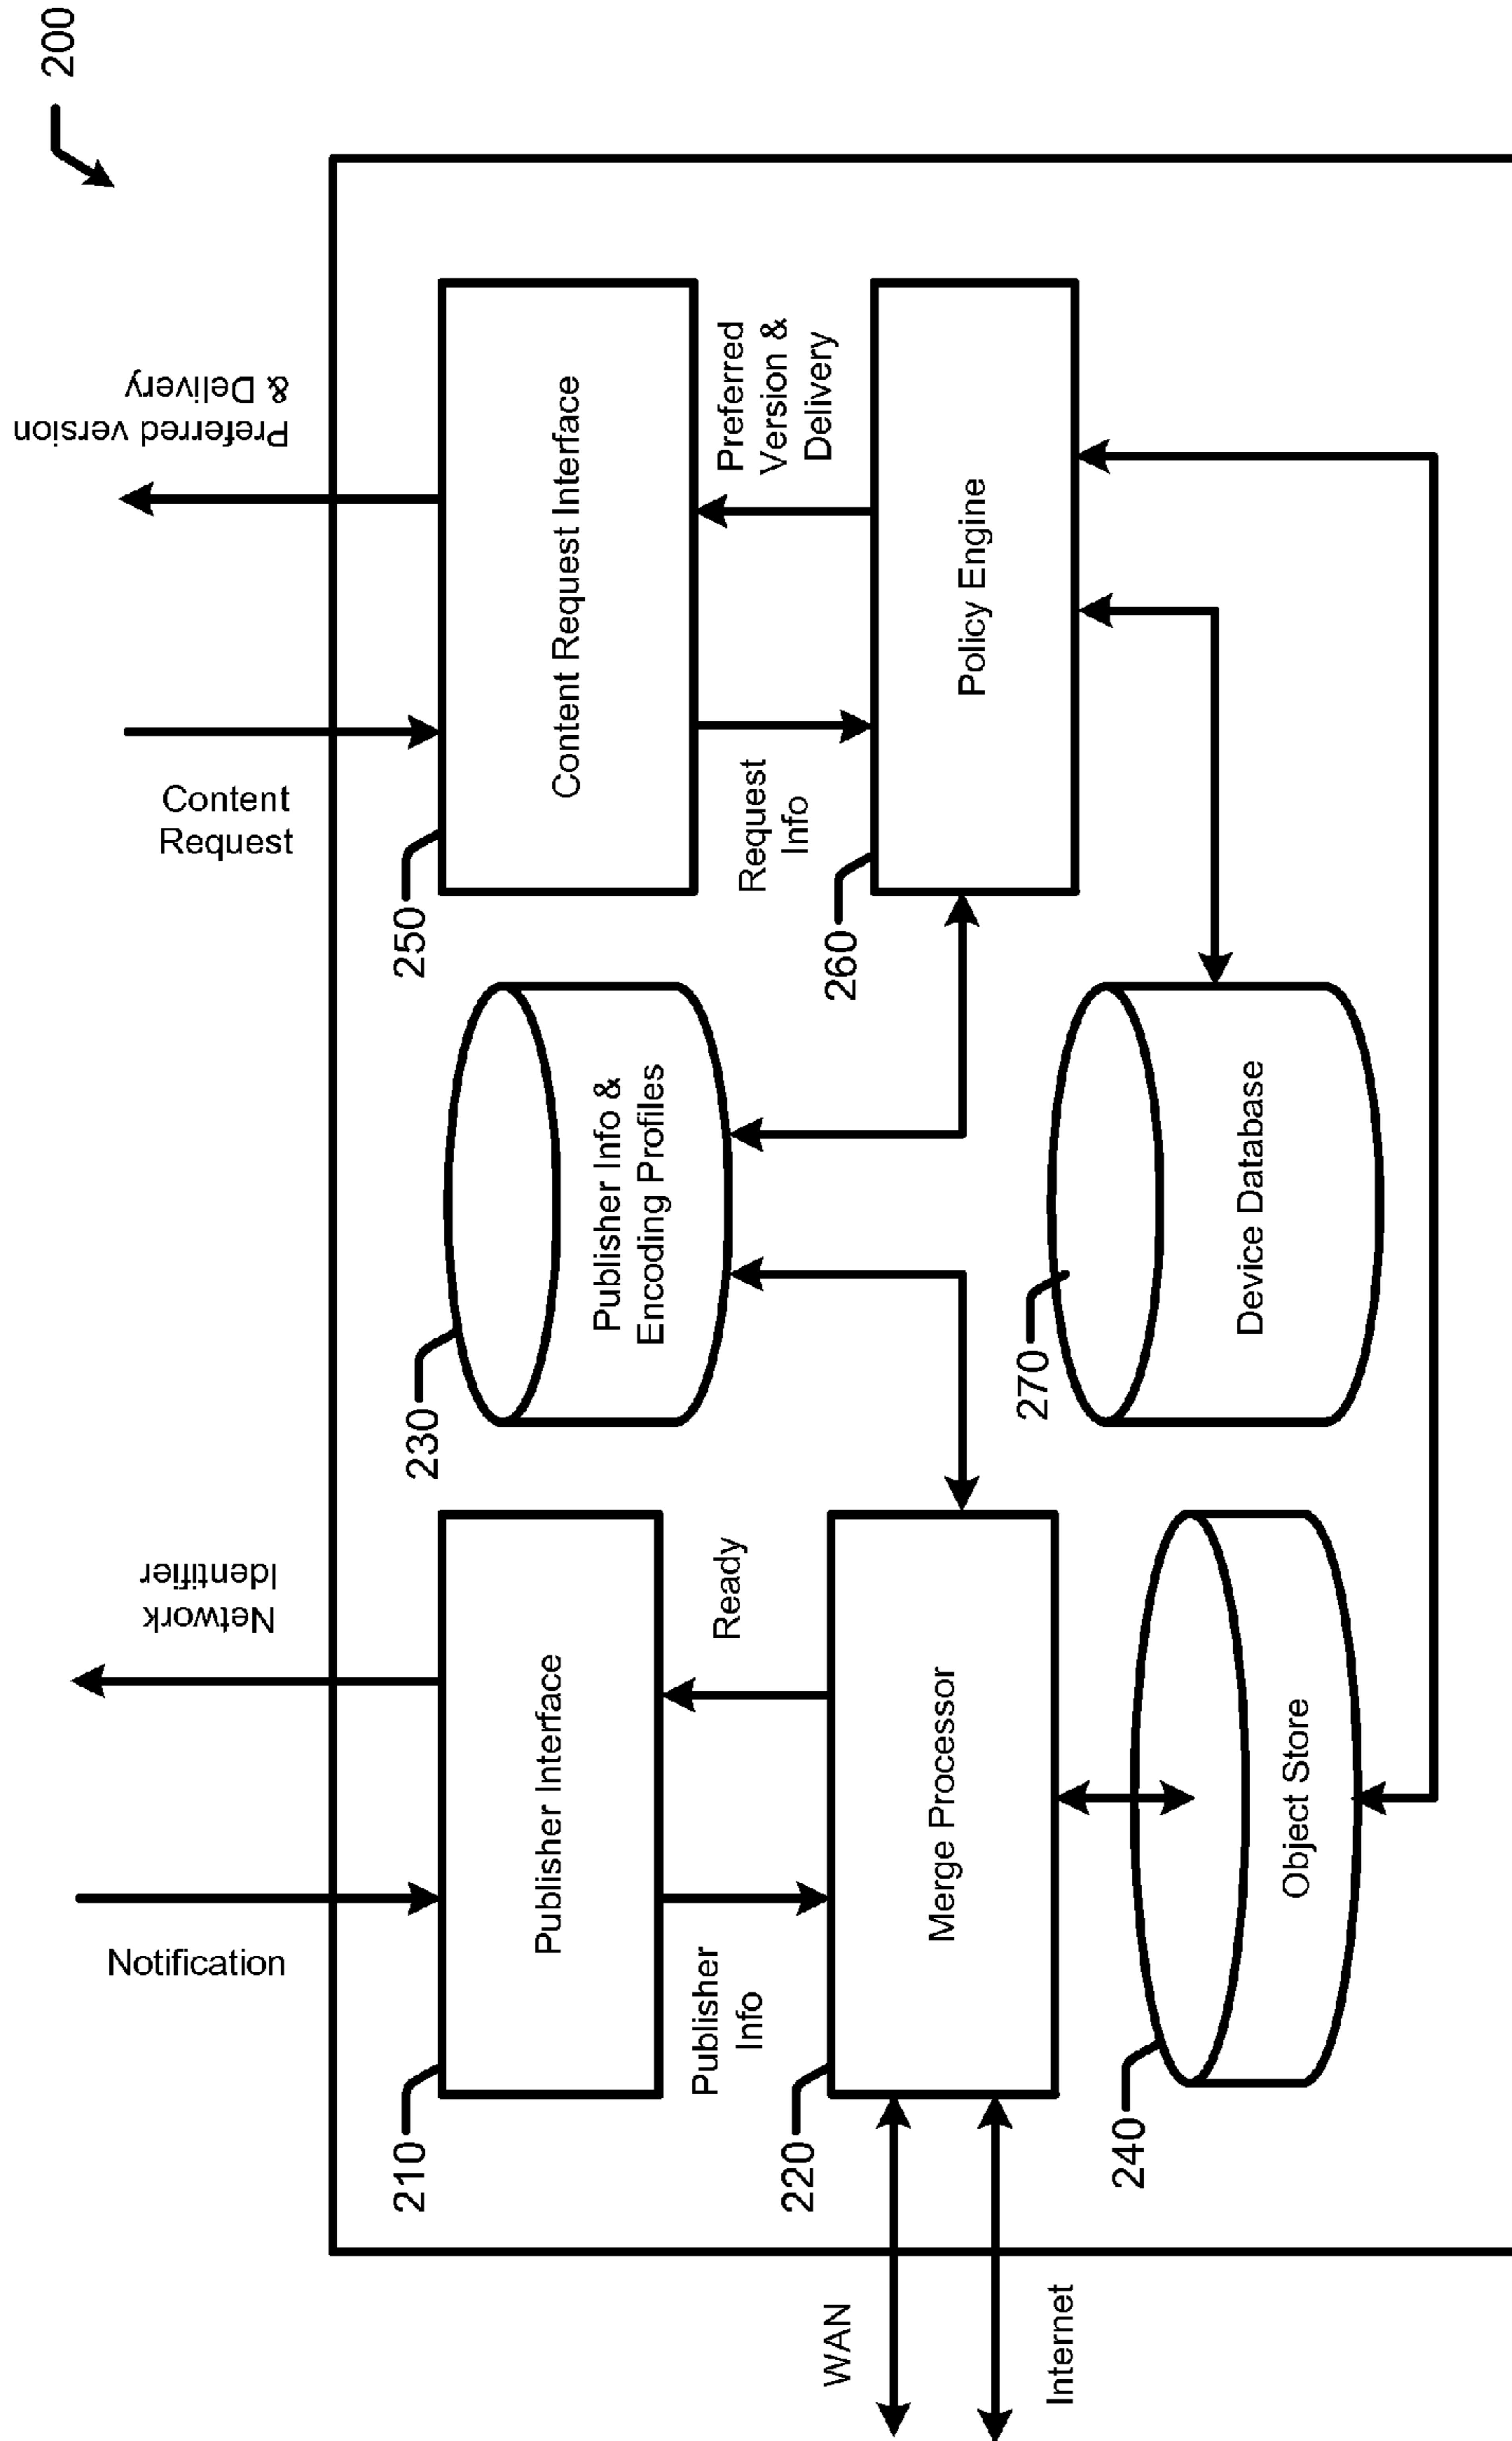 200
Notification
Network
Identifier
Content
Request
Preferred version
& Delivery
210
Publisher Interface
230
Publisher Info &
Encoding Profiles
250
Content Request Interface
Publisher
Info
Ready
Request
Info
Preferred
Version &
Delivery
WAN
Internet
220
Merge Processor
260
Policy Engine
240
Object Store
270
Device Database